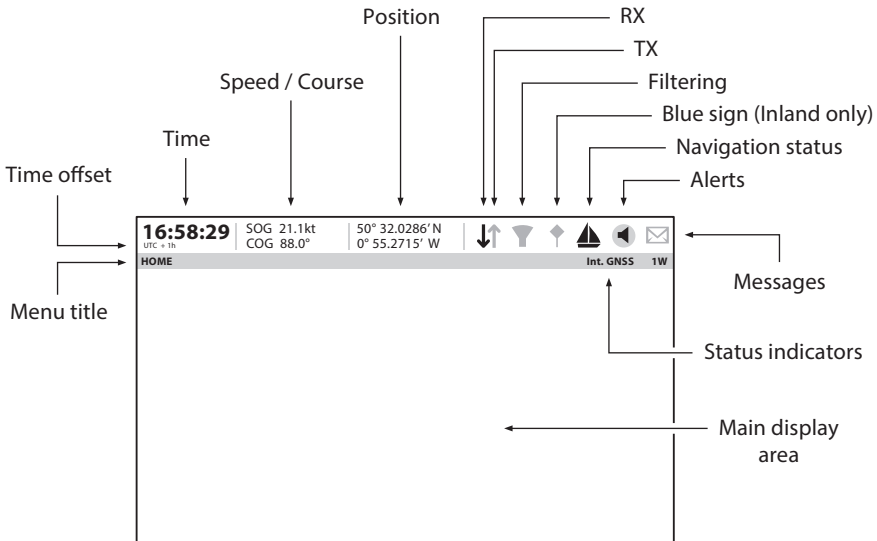 Position
RX
TX
Speed / Course
Filtering
Blue sign (Inland only)
Time
Navigation status
Time offset
Alerts
16:58:29
UTC + 1h
SOG 21.1kt
COG 88.0°
50° 32.0286' N
0° 55.2715' W
HOME
Int. GNSS 1W
Menu title
Messages
Status indicators
Main display
area